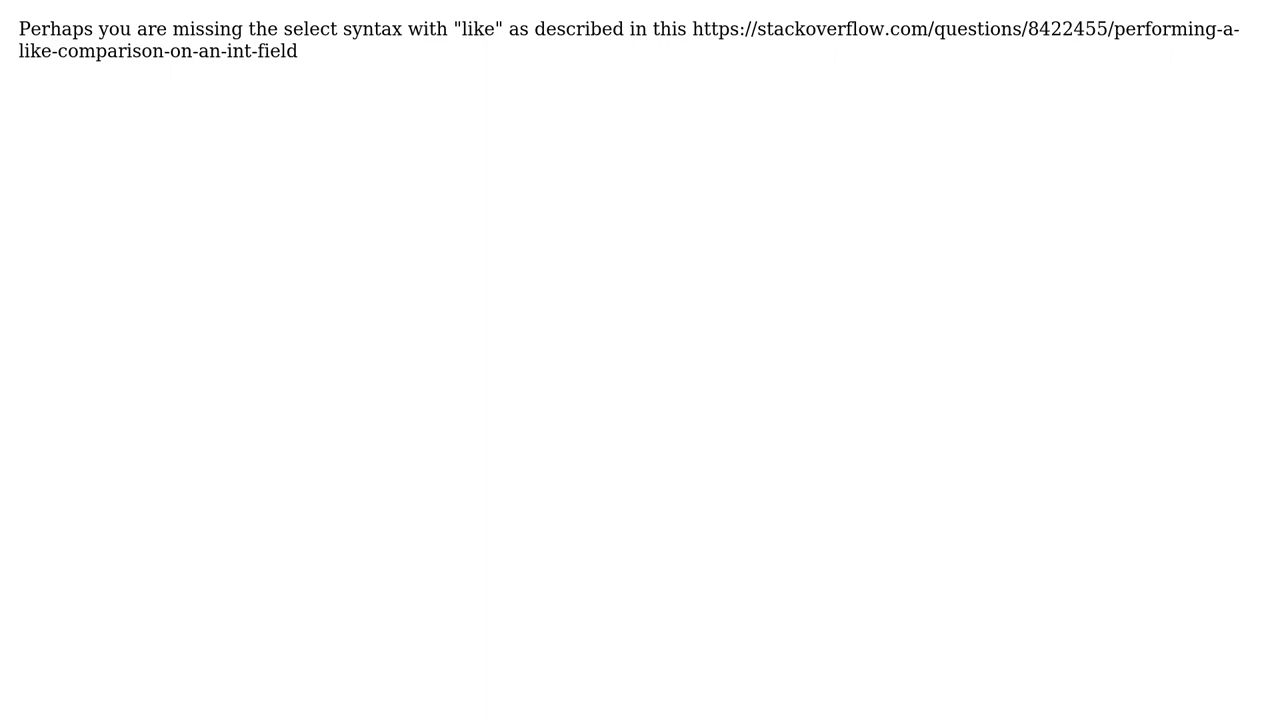 Perhaps you are missing the select syntax with "like" as described in this https://stackoverflow.com/questions/8422455/performing-a-
like-comparison-on-an-int-field